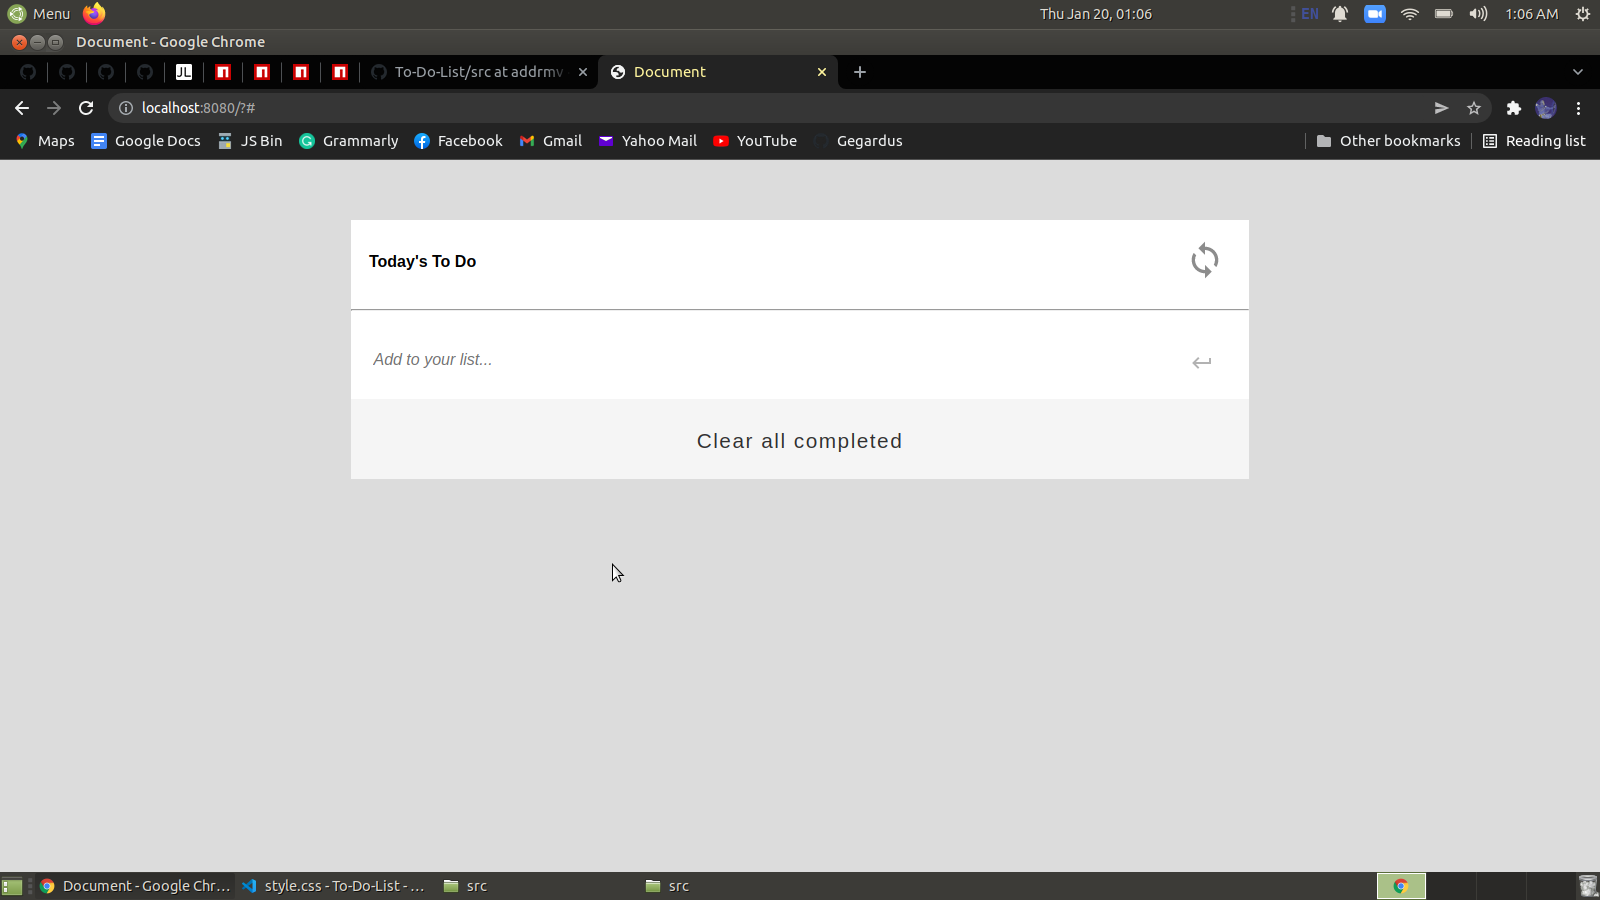 Menu
Thu Jan 20, 01:06
EN
1:06 AM
Document - Google Chrome
JL
To-Do-List/src at addrmv
Document
localhost:8080/?#
Maps
Google Docs
JS Bin
Grammarly
Facebook
Gmail
Yahoo Mail
YouTube
Gegardus
Other bookmarks
Reading list
Today's To Do
Add to your list...
Clear all completed
Document - Google Chr...
style.css - To-Do-List - ...
src
src